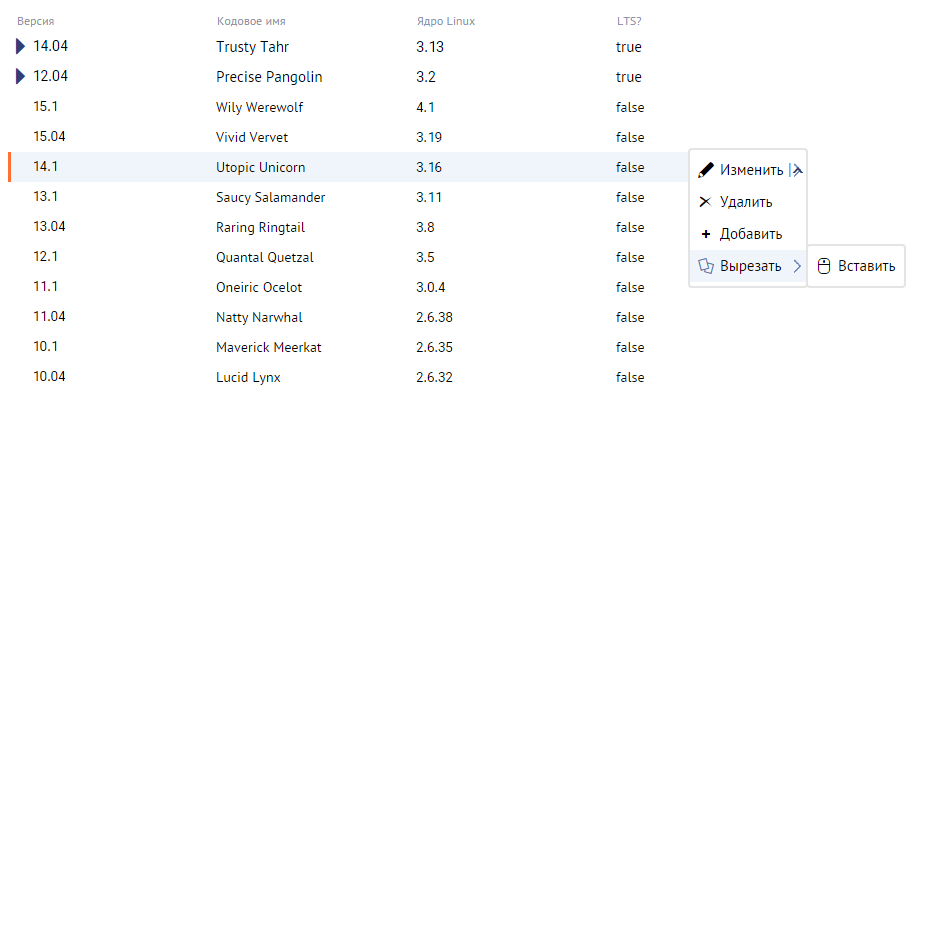 Версия Кодовое имя Ядро Linux LTS?
14.04 Trusty Tahr 3.13 true
12.04 Precise Pangolin 3.2 true
15.1 Wily Werewolf 4.1 false
15.04 Vivid Vervet 3.19 false
14.1 Utopic Unicorn 3.16 false
13.1 Saucy Salamander 3.11 false
13.04 Raring Ringtail 3.8 false
12.1 Quantal Quetzal 3.5 false
11.1 Oneiric Ocelot 3.0.4 false
11.04 Natty Narwhal 2.6.38 false
10.1 Maverick Meerkat 2.6.35 false
10.04 Lucid Lynx 2.6.32 false
Изменить
Удалить
Добавить
Вырезать
Вставить